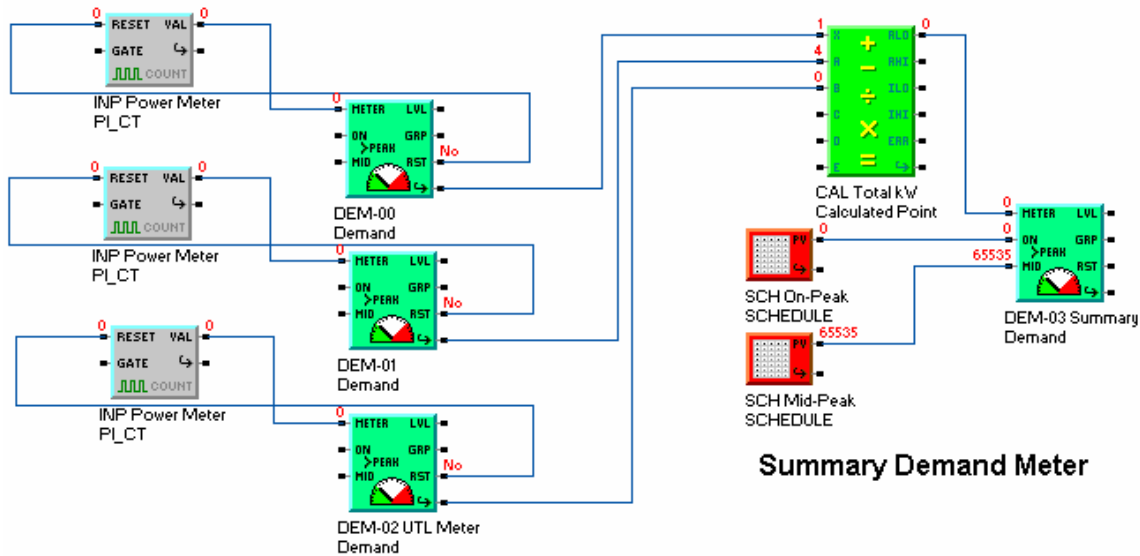 0
RESET VAL
0
GATE
COUNT
INP Power Meter
PI_CT
0
METER LVL
ON GRP
>PEAK
MID RST
No
DEM-00
Demand
0
RESET VAL
0
GATE
COUNT
INP Power Meter
PI_CT
0
METER LVL
ON GRP
>PEAK
MID RST
No
DEM-01
Demand
0
RESET VAL
0
GATE
COUNT
INP Power Meter
PI_CT
0
METER LVL
ON GRP
>PEAK
MID RST
No
DEM-02 UTL Meter
Demand
1
4
0
X RLO
0
A RHI
B ILO
C IHI
D ERR
E
+
−
÷
×
=
CAL Total kW
Calculated Point
PV
0
SCH On-Peak
SCHEDULE
PV
65535
SCH Mid-Peak
SCHEDULE
0
0
65535
METER LVL
ON GRP
>PEAK
MID RST
DEM-03 Summary
Demand
Summary Demand Meter